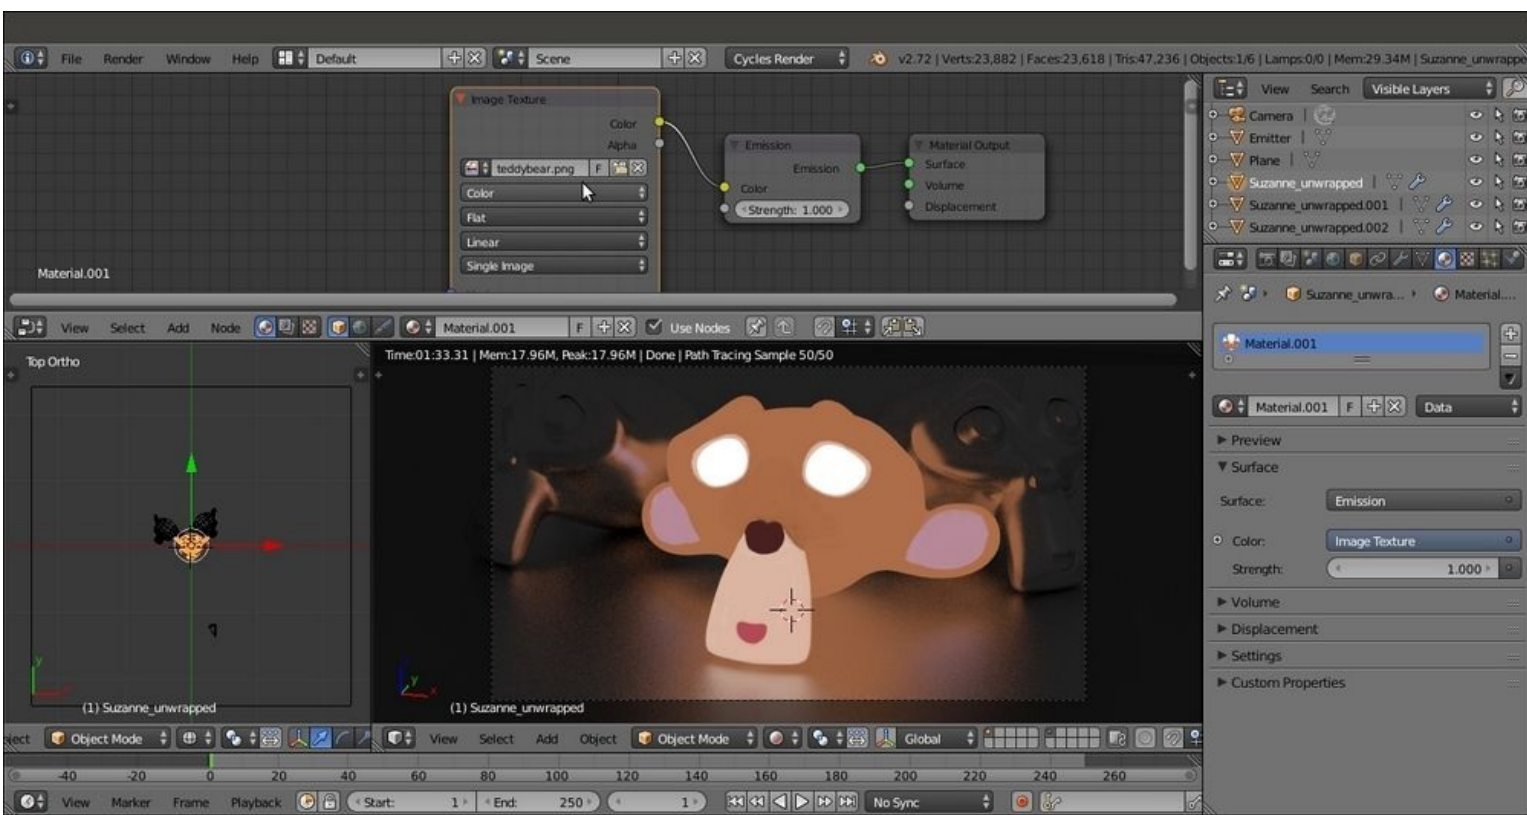 File Render Window Help Default Scene Cycles Render v2.72 | Verts:23,882 | Faces:23,618 | Tris:47,236 | Objects:1/6 | Lamps:0/0 | Mem:29.34M | Suzanne_unwrappe
Image Texture
Color
Alpha
teddybear.png F
Color
Flat
Linear
Single Image
Emission
Emission
Color
Strength: 1.000
Material Output
Surface
Volume
Displacement
Material.001
View Select Add Node Material.001 F Use Nodes
View Search Visible Layers
Camera
Emitter
Plane
Suzanne_unwrapped
Suzanne_unwrapped.001
Suzanne_unwrapped.002
Suzanne_unwra... Material....
Material.001
Material.001 F Data
Preview
Surface
Surface: Emission
Color: Image Texture
Strength: 1.000
Volume
Displacement
Settings
Custom Properties
Top Ortho
y
(1) Suzanne_unwrapped
Time:01:33.31 | Mem:17.96M, Peak:17.96M | Done | Path Tracing Sample 50/50
y
x
(1) Suzanne_unwrapped
ject Object Mode
View Select Add Object Object Mode Global
-40 -20 0 20 40 60 80 100 120 140 160 180 200 220 240 260
View Marker Frame Playback Start: 1 End: 250 1 No Sync